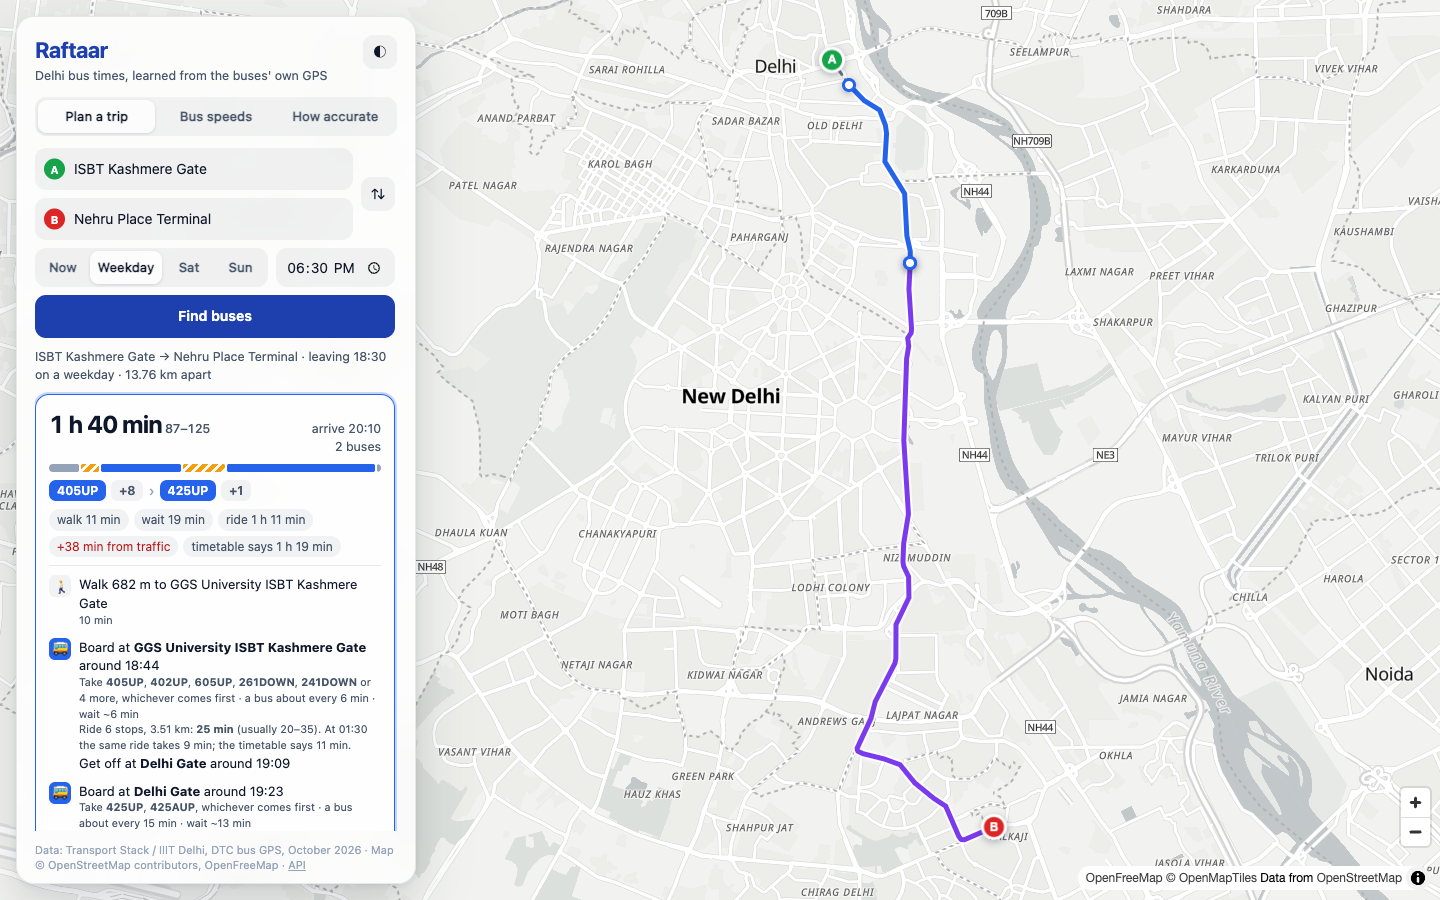 Raftaar
Delhi bus times, learned from the buses' own GPS
Plan a trip
Bus speeds
How accurate
A ISBT Kashmere Gate
B Nehru Place Terminal
Now
Weekday
Sat
Sun
06:30 PM
Find buses
ISBT Kashmere Gate → Nehru Place Terminal · leaving 18:30
on a weekday · 13.76 km apart
1 h 40 min 87–125
arrive 20:10
2 buses
405UP +8 › 425UP +1
walk 11 min
wait 19 min
ride 1 h 11 min
+38 min from traffic
timetable says 1 h 19 min
Walk 682 m to GGS University ISBT Kashmere
Gate
10 min
Board at GGS University ISBT Kashmere Gate
around 18:44
Take 405UP, 402UP, 605UP, 261DOWN, 241DOWN or
4 more, whichever comes first · a bus about every 6 min ·
wait ~6 min
Ride 6 stops, 3.51 km: 25 min (usually 20–35). At 01:30
the same ride takes 9 min; the timetable says 11 min.
Get off at Delhi Gate around 19:09
Board at Delhi Gate around 19:23
Take 425UP, 425AUP, whichever comes first · a bus
about every 15 min · wait ~13 min
Data: Transport Stack / IIIT Delhi, DTC bus GPS, October 2026 · Map
© OpenStreetMap contributors, OpenFreeMap · API
709B
SHAHDARA
SEELAMPUR
A
Delhi
SARAI ROHILLA
VIVEK VIHAR
ANAND PARBAT
SADAR BAZAR
OLD DELHI
NH709B
KAROL BAGH
KARKARDUMA
PATEL NAGAR
NH44
VAISH
KAUSHAMBI
PAHARGANJ
RAJENDRA NAGAR
LAXMI NAGAR
PREET VIHAR
GHAZIPUR
SHAKARPUR
New Delhi
KALYAN PURI
GHAROLI
MAYUR VIHAR
NH44
NE3
TRILOK PURI
DHAULA KUAN
CHANAKYAPURI
NH48
LODHI COLONY
SECTOR 1
HAROLA
CHILLA
MOTI BAGH
Yamuna River
NETAJI NAGAR
KIDWAI NAGAR
Noida
JAMIA NAGAR
LAJPAT NAGAR
NH44
VASANT VIHAR
OKHLA
GREEN PARK
HAUZ KHAS
SHAHPUR JAT
B
LKAJI
JASOLA VIHAR
CHIRAG DELHI
+
−
OpenFreeMap © OpenMapTiles Data from OpenStreetMap